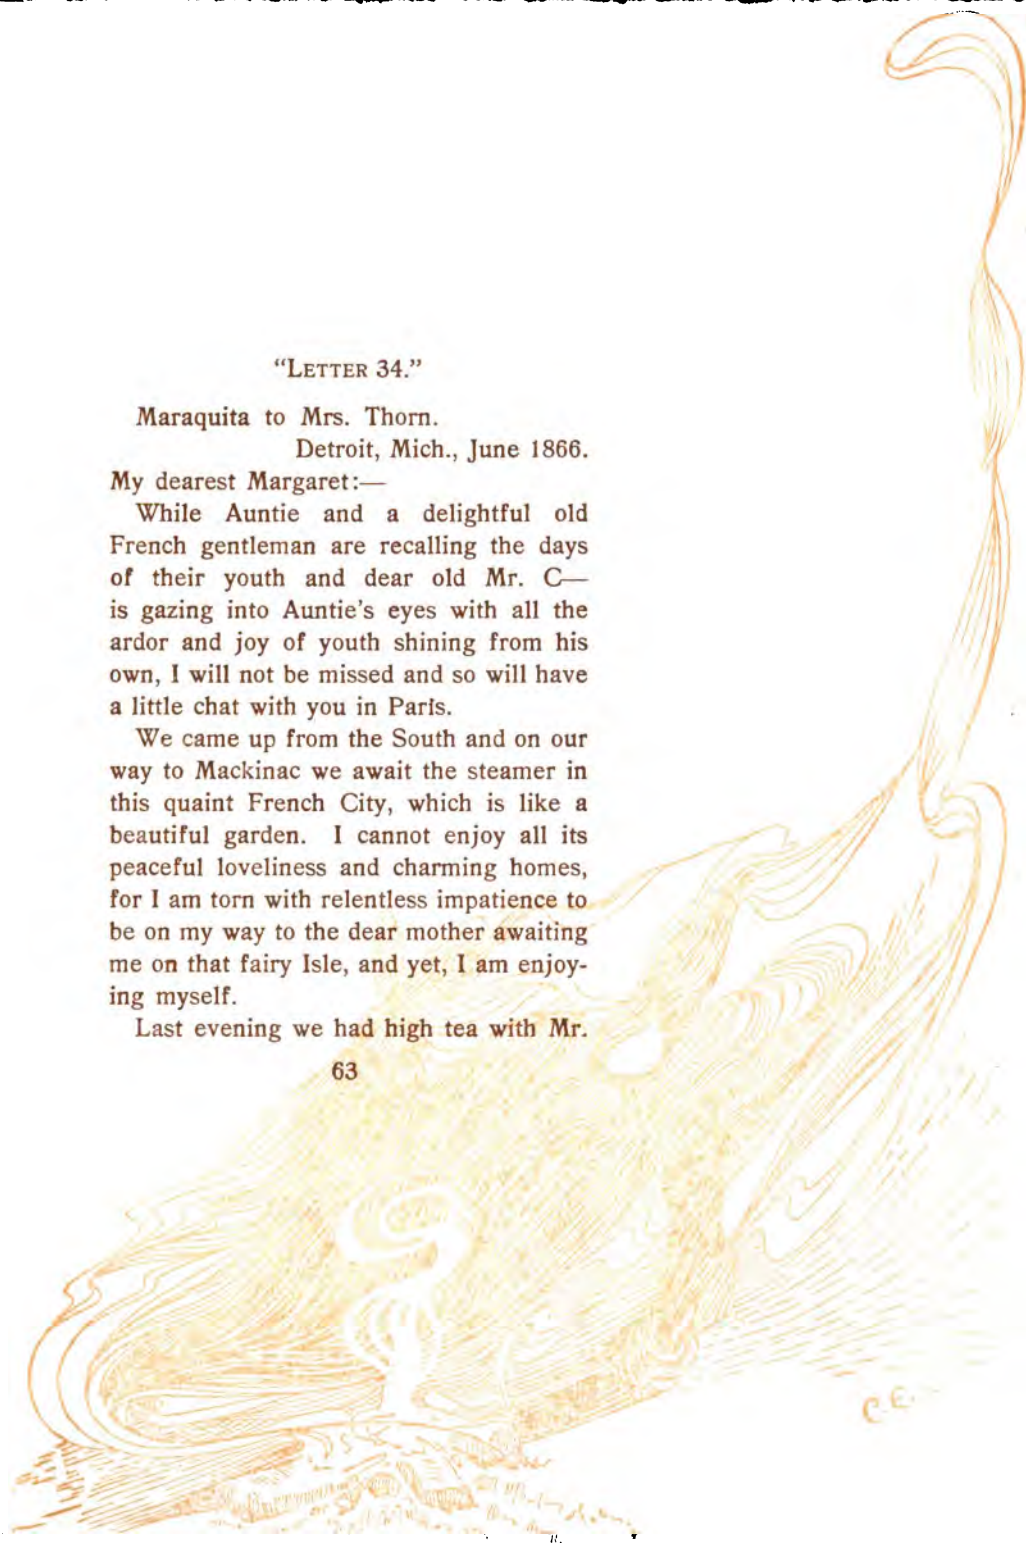 “LETTER 34.”
Maraquita to Mrs. Thorn.
Detroit, Mich., June 1866.
My dearest Margaret:—
While Auntie and a delightful old
French gentleman are recalling the days
of their youth and dear old Mr. C—
is gazing into Auntie’s eyes with all the
ardor and joy of youth shining from his
own, I will not be missed and so will have
a little chat with you in Paris.
We came up from the South and on our
way to Mackinac we await the steamer in
this quaint French City, which is like a
beautiful garden. I cannot enjoy all its
peaceful loveliness and charming homes,
for I am torn with relentless impatience to
be on my way to the dear mother awaiting
me on that fairy Isle, and yet, I am enjoy-
ing myself.
Last evening we had high tea with Mr.
63
C.E.